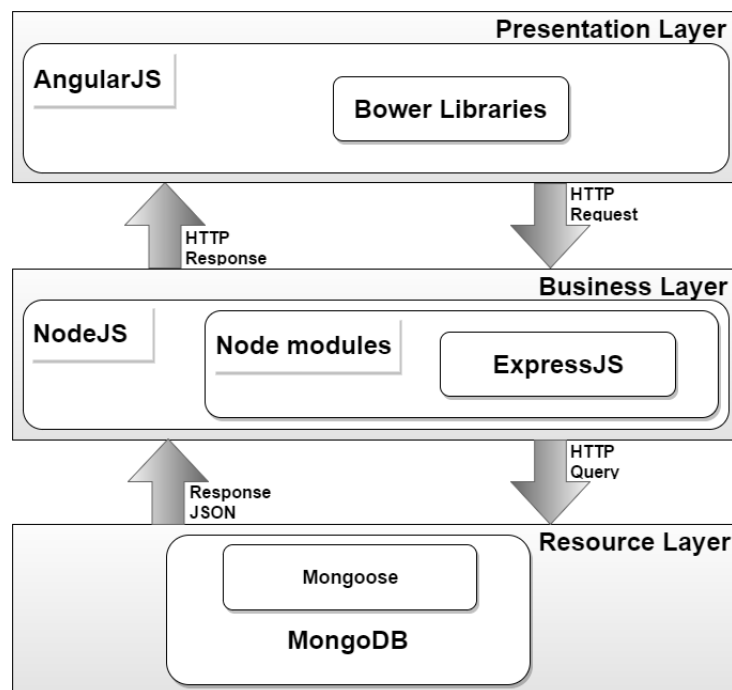 Presentation Layer
AngularJS
Bower Libraries
HTTP
Response
HTTP
Request
Business Layer
NodeJS
Node modules
ExpressJS
Response
JSON
HTTP
Query
Resource Layer
Mongoose
MongoDB